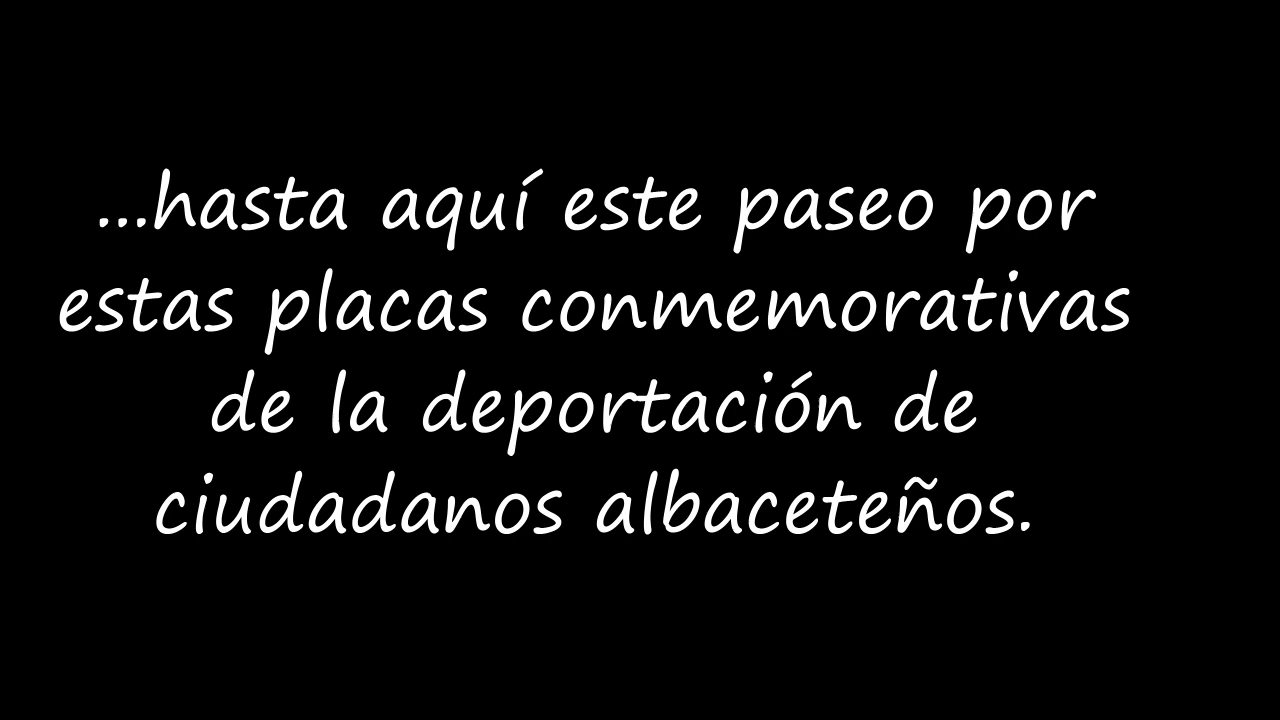 ...hasta aquí este paseo por
estas placas conmemorativas
de la deportación de
ciudadanos albaceteños.